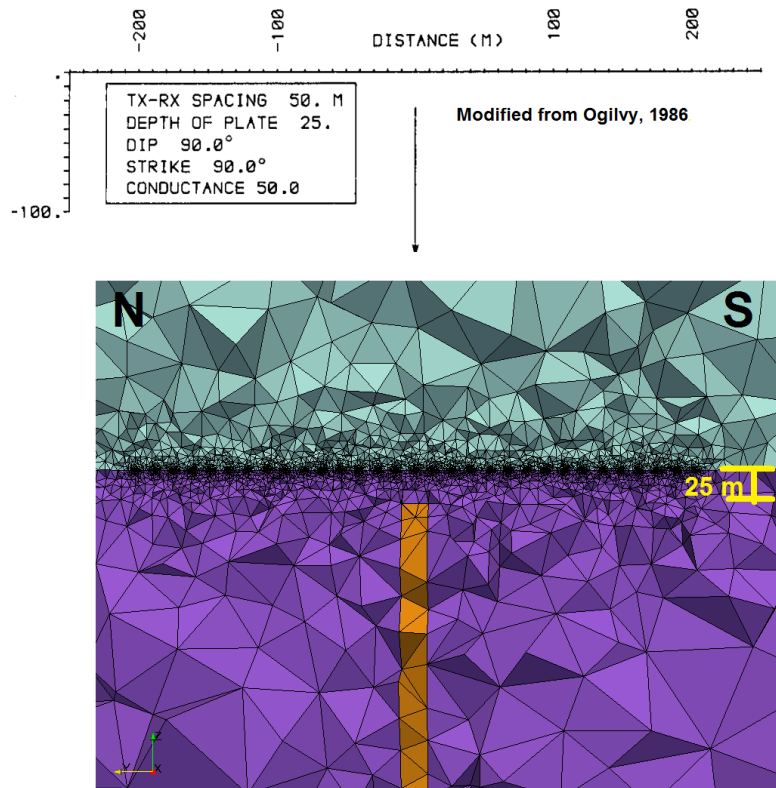 -200
-100
DISTANCE (M)
100
200
.
-100.
TX-RX SPACING 50. M
DEPTH OF PLATE 25.
DIP 90.0°
STRIKE 90.0°
CONDUCTANCE 50.0
Modified from Ogilvy, 1986
N
S
25 m
Z
Y
X